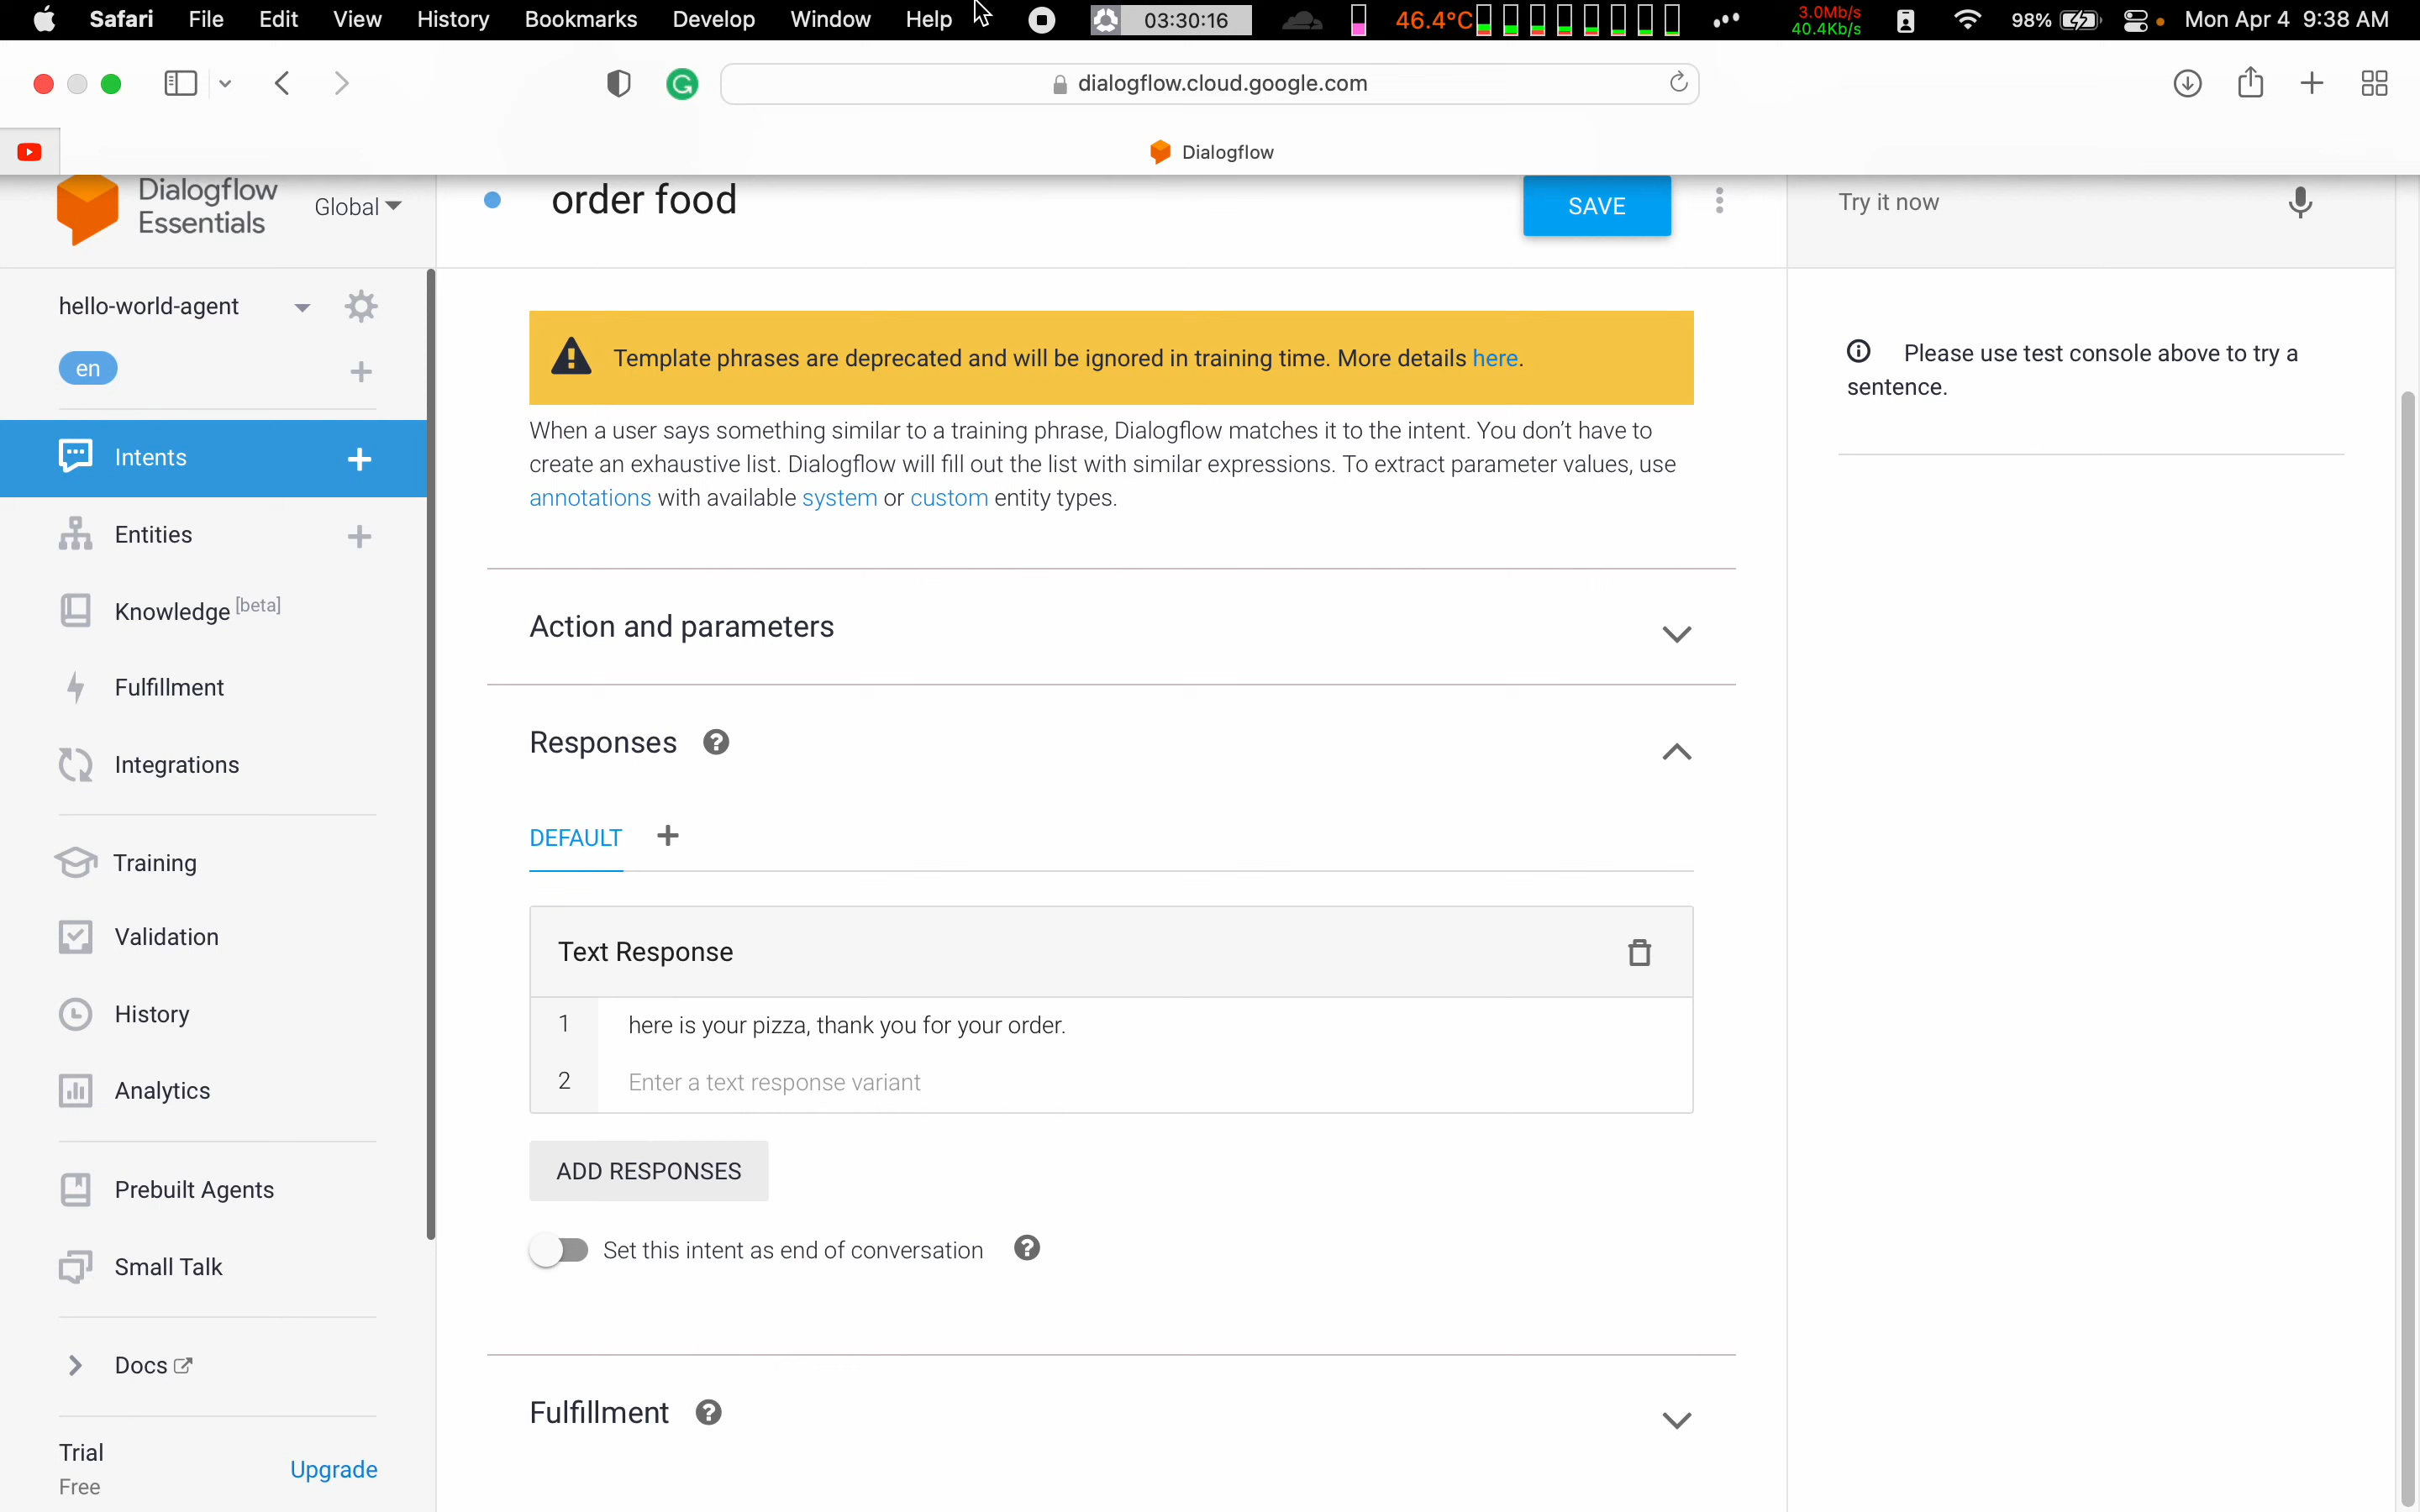 Safari File Edit View History Bookmarks Develop Window Help 03:30:16 46.4°C 3.0Mb/s 40.4Kb/s 98% Mon Apr 4 9:38 AM
dialogflow.cloud.google.com
Dialogflow
Dialogflow Essentials
Global
order food
SAVE
Try it now
hello-world-agent
en
Intents
Entities
Knowledge [beta]
Fulfillment
Integrations
Training
Validation
History
Analytics
Prebuilt Agents
Small Talk
Docs
Trial
Free
Upgrade
Template phrases are deprecated and will be ignored in training time. More details here.
When a user says something similar to a training phrase, Dialogflow matches it to the intent. You don't have to
create an exhaustive list. Dialogflow will fill out the list with similar expressions. To extract parameter values, use
annotations with available system or custom entity types.
Action and parameters
Responses
DEFAULT
Text Response
1 here is your pizza, thank you for your order.
2 Enter a text response variant
ADD RESPONSES
Set this intent as end of conversation
Fulfillment
Please use test console above to try a
sentence.